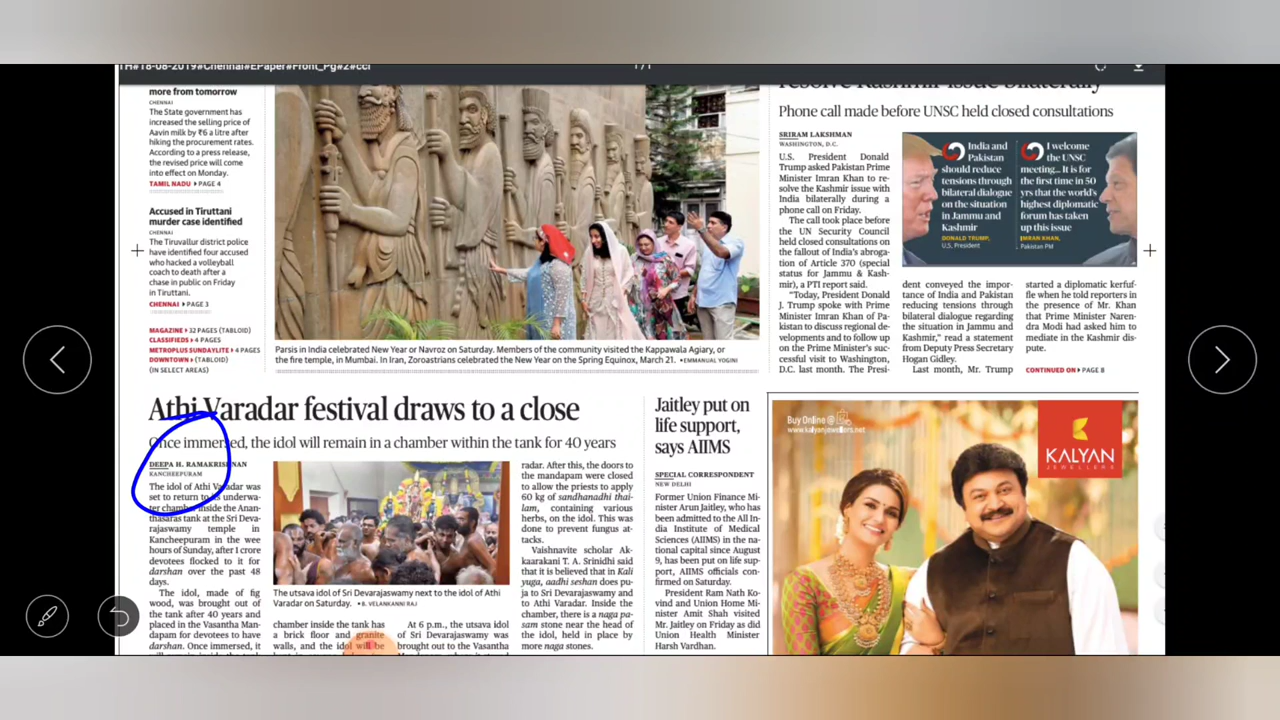 TH#18-08-2019#Chennai#EPaper#Front_Pg#2#cci
1 / 1
more from tomorrow
CHENNAI
The State government has
increased the selling price of
Aavin milk by ₹6 a litre after
hiking the procurement rates.
According to a press release,
the revised price will come
into effect on Monday.
TAMIL NADU ▸ PAGE 4
Accused in Tiruttani
murder case identified
CHENNAI
The Tiruvallur district police
have identified four accused
who hacked a volleyball
coach to death after a
chase in public on Friday
in Tiruttani.
CHENNAI ▸ PAGE 3
MAGAZINE ▸ 32 PAGES (TABLOID)
CLASSIFIEDS ▸ 4 PAGES
METROPLUS SUNDAYLITE ▸ 4 PAGES
DOWNTOWN ▸ (TABLOID)
(IN SELECT AREAS)
Parsis in India celebrated New Year or Navroz on Saturday. Members of the community visited the Kappawala Agiary, or
the fire temple, in Mumbai. In Iran, Zoroastrians celebrated the New Year on the Spring Equinox, March 21. • EMMANUAL YOGINI
resolve Kashmir issue bilaterally
Phone call made before UNSC held closed consultations
SRIRAM LAKSHMAN
WASHINGTON, D.C.
U.S. President Donald
Trump asked Pakistan Prime
Minister Imran Khan to re-
solve the Kashmir issue with
India bilaterally during a
phone call on Friday.
The call took place before
the UN Security Council
held closed consultations on
the fallout of India's abroga-
tion of Article 370 (special
status for Jammu & Kash-
mir), a PTI report said.
"Today, President Donald
J. Trump spoke with Prime
Minister Imran Khan of Pa-
kistan to discuss regional de-
velopments and to follow up
on the Prime Minister's suc-
cessful visit to Washington,
D.C. last month. The Presi-
India and
Pakistan
should reduce
tensions through
bilateral dialogue
on the situation
in Jammu and
Kashmir
DONALD TRUMP,
U.S. President
I welcome
the UNSC
meeting... It is for
the first time in 50
yrs that the world's
highest diplomatic
forum has taken
up this issue
IMRAN KHAN,
Pakistan PM
dent conveyed the impor-
tance of India and Pakistan
reducing tensions through
bilateral dialogue regarding
the situation in Jammu and
Kashmir," read a statement
from Deputy Press Secretary
Hogan Gidley.
Last month, Mr. Trump
started a diplomatic kerfuf-
fle when he told reporters in
the presence of Mr. Khan
that Prime Minister Naren-
dra Modi had asked him to
mediate in the Kashmir dis-
pute.
CONTINUED ON ▸ PAGE 8
Athi Varadar festival draws to a close
Once immersed, the idol will remain in a chamber within the tank for 40 years
DEEPA H. RAMAKRISHNAN
KANCHEEPURAM
The idol of Athi Varadar was
set to return to its underwa-
ter chamber inside the Anan-
thasaras tank at the Sri Deva-
rajaswamy temple in
Kancheepuram in the wee
hours of Sunday, after 1 crore
devotees flocked to it for
darshan over the past 48
days.
The idol, made of fig
wood, was brought out of
the tank after 40 years and
placed in the Vasantha Man-
dapam for devotees to have
darshan. Once immersed, it
The utsava idol of Sri Devarajaswamy next to the idol of Athi
Varadar on Saturday. • B. VELANKANNI RAJ
chamber inside the tank has
a brick floor and granite
walls, and the idol will be
At 6 p.m., the utsava idol
of Sri Devarajaswamy was
brought out to the Vasantha
radar. After this, the doors to
the mandapam were closed
to allow the priests to apply
60 kg of sandhanadhi thai-
lam, containing various
herbs, on the idol. This was
done to prevent fungus at-
tacks.
Vaishnavite scholar Ak-
kaarakani T. A. Srinidhi said
that it is believed that in Kali
yuga, aadhi seshan does pu-
ja to Sri Devarajaswamy and
to Athi Varadar. Inside the
chamber, there is a naga pa-
sam stone near the head of
the idol, held in place by
more naga stones.
Jaitley put on
life support,
says AIIMS
SPECIAL CORRESPONDENT
NEW DELHI
Former Union Finance Mi-
nister Arun Jaitley, who has
been admitted to the All In-
dia Institute of Medical
Sciences (AIIMS) in the na-
tional capital since August
9, has been put on life sup-
port, AIIMS officials con-
firmed on Saturday.
President Ram Nath Ko-
vind and Union Home Mi-
nister Amit Shah visited
Mr. Jaitley on Friday as did
Union Health Minister
Harsh Vardhan.
Buy Online @
www.kalyanjewellers.net
KALYAN
JEWELLERS